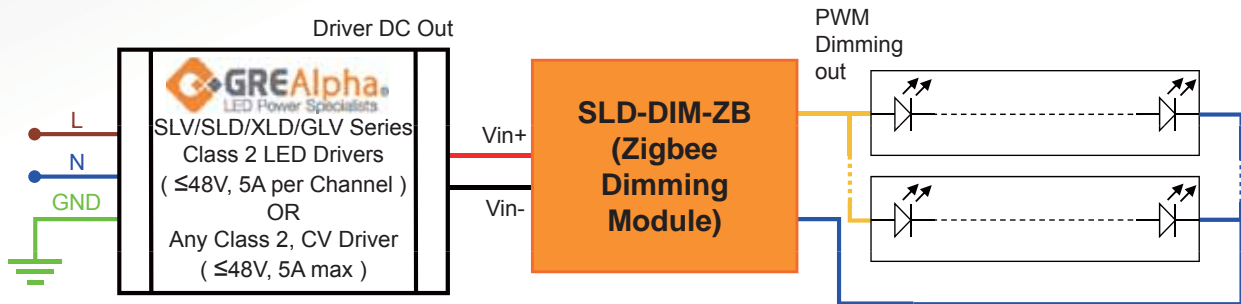 Driver DC Out
PWM
Dimming
out
L
N
GND
GREAlpha®
LED Power Specialists
SLV/SLD/XLD/GLV Series
Class 2 LED Drivers
( ≤48V, 5A per Channel )
OR
Any Class 2, CV Driver
( ≤48V, 5A max )
Vin+
Vin-
SLD-DIM-ZB
(Zigbee
Dimming
Module)